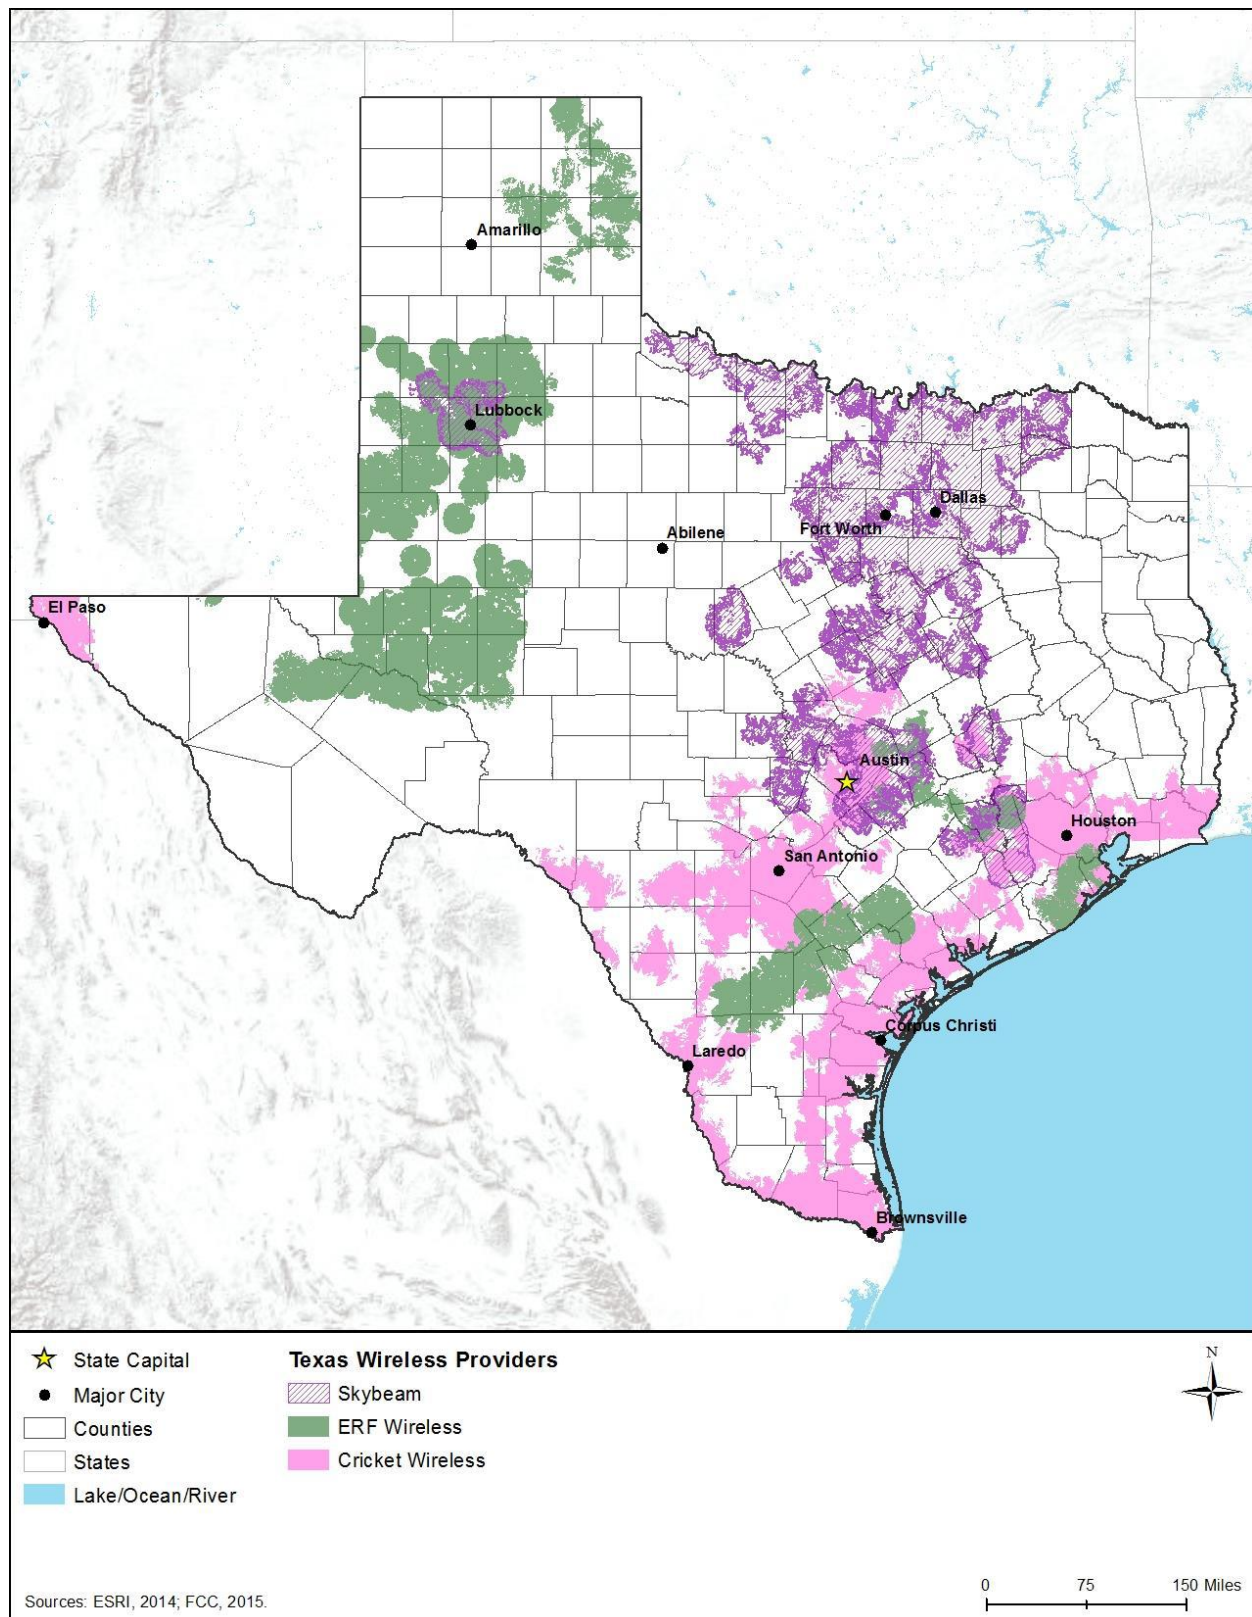 Amarillo
Lubbock
Dallas
Fort Worth
Abilene
El Paso
Austin
Houston
San Antonio
Corpus Christi
Laredo
Brownsville
State Capital
Major City
Counties
States
Lake/Ocean/River
Texas Wireless Providers
Skybeam
ERF Wireless
Cricket Wireless
N
0 75 150 Miles
Sources: ESRI, 2014; FCC, 2015.